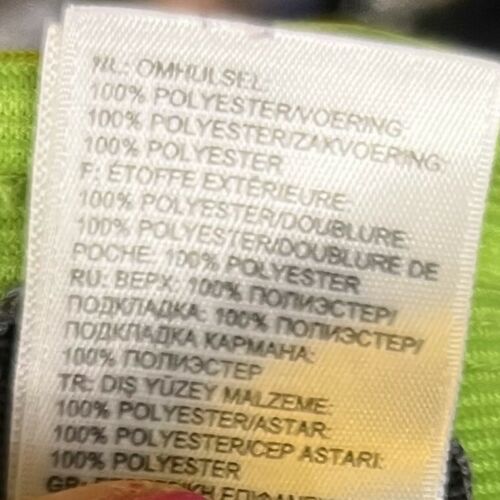 NL: OMHULSEL:
100% POLYESTER/VOERING:
100% POLYESTER/ZAKVOERING:
100% POLYESTER
F: ÉTOFFE EXTÉRIEURE:
100% POLYESTER/DOUBLURE:
100% POLYESTER/DOUBLURE DE
POCHE: 100% POLYESTER
RU: ВЕРХ: 100% ПОЛИЭСТЕР/
ПОДКЛАДКА: 100% ПОЛИЭСТЕР/
ПОДКЛАДКА КАРМАНА:
100% ПОЛИЭСТЕР
TR: DIŞ YÜZEY MALZEME:
100% POLYESTER/ASTAR:
100% POLYESTER/CEP ASTARI:
100% POLYESTER
GR: